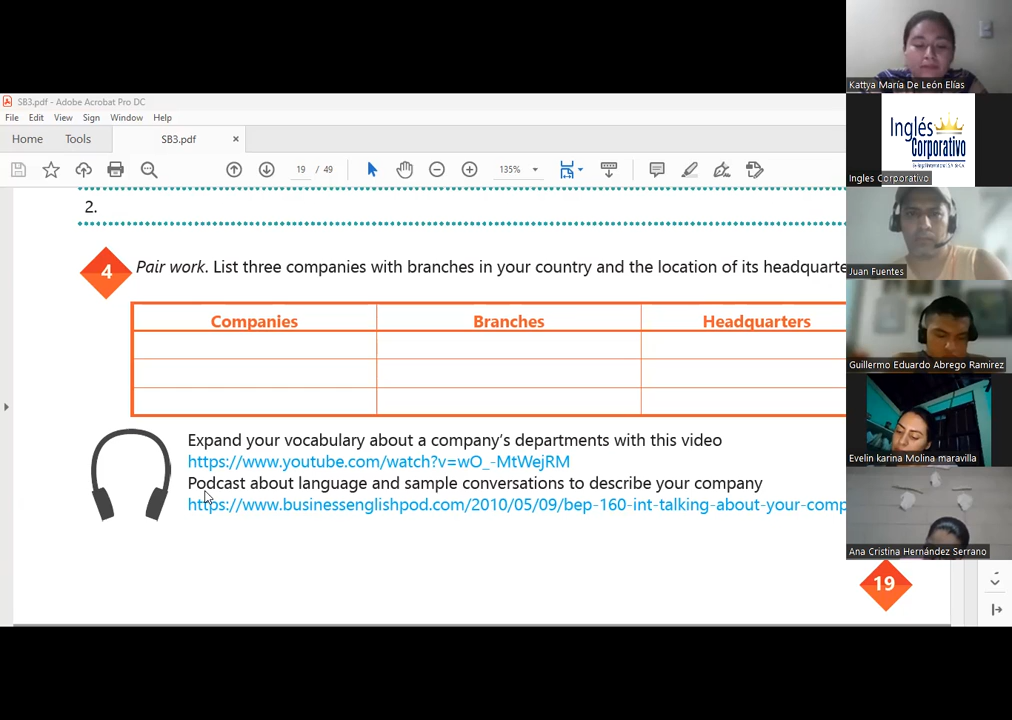 SB3.pdf - Adobe Acrobat Pro DC
File Edit View Sign Window Help
Home Tools SB3.pdf ×
19 / 49 135%
2.
4 Pair work. List three companies with branches in your country and the location of its headquarte
Companies Branches Headquarters
Expand your vocabulary about a company's departments with this video
https://www.youtube.com/watch?v=wO_-MtWejRM
Podcast about language and sample conversations to describe your company
https://www.businessenglishpod.com/2010/05/09/bep-160-int-talking-about-your-comp
19
Kattya María De León Elías
Inglés
Corporativo
Ingles Corporativo
Juan Fuentes
Guillermo Eduardo Abrego Ramirez
Evelin karina Molina maravilla
Ana Cristina Hernández Serrano